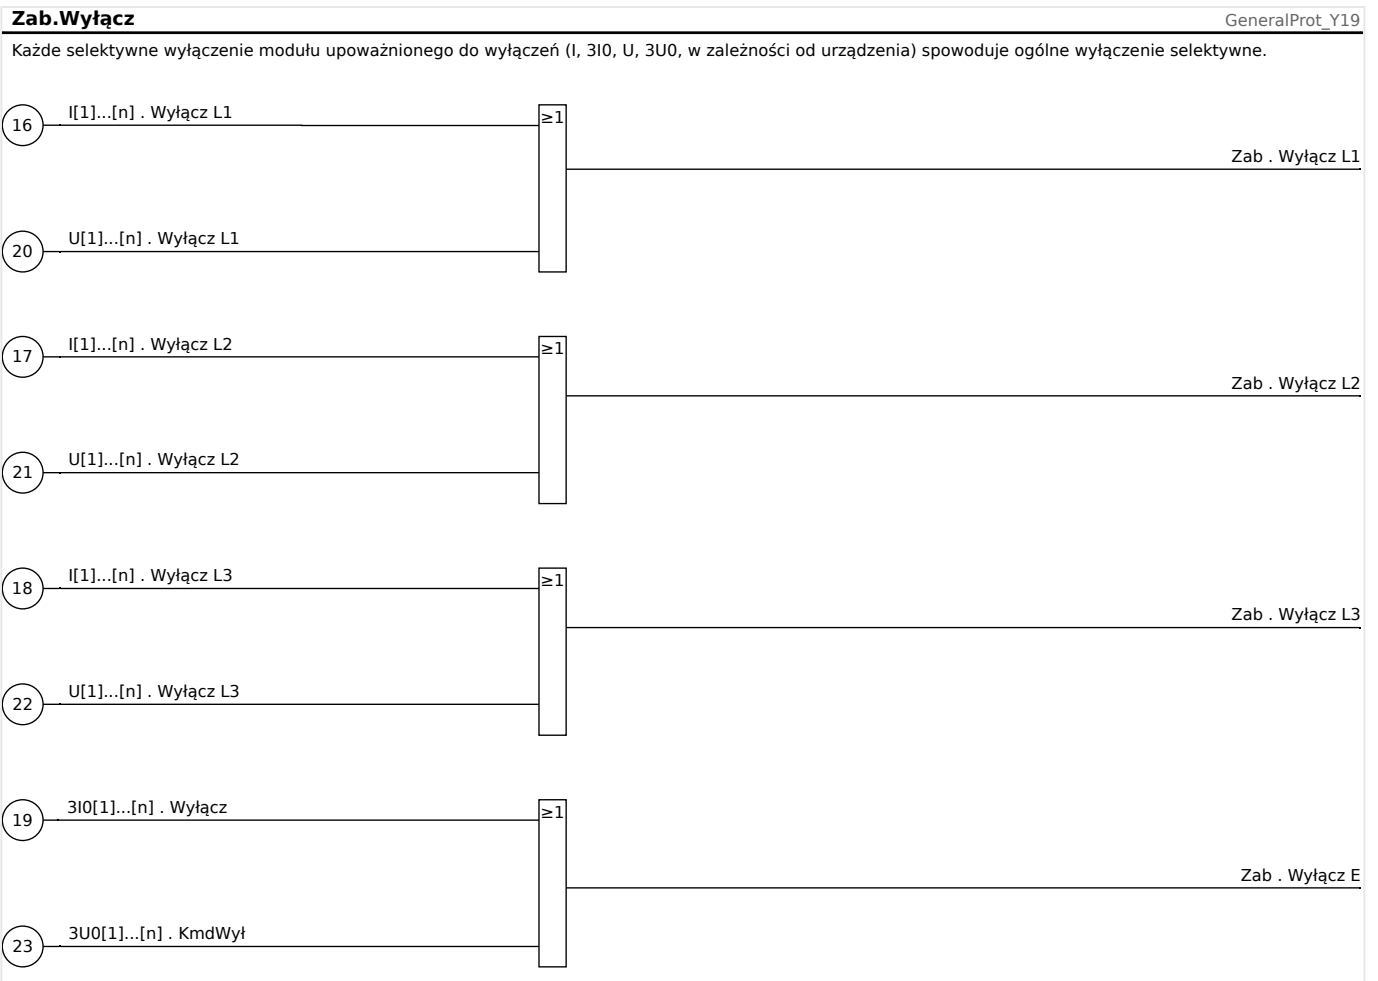 Zab.Wyłącz
GeneralProt_Y19
Każde selektywne wyłączenie modułu upoważnionego do wyłączeń (I, 3I0, U, 3U0, w zależności od urządzenia) spowoduje ogólne wyłączenie selektywne.
16
I[1]...[n] . Wyłącz L1
≥1
Zab . Wyłącz L1
20
U[1]...[n] . Wyłącz L1
17
I[1]...[n] . Wyłącz L2
≥1
Zab . Wyłącz L2
21
U[1]...[n] . Wyłącz L2
18
I[1]...[n] . Wyłącz L3
≥1
Zab . Wyłącz L3
22
U[1]...[n] . Wyłącz L3
19
3I0[1]...[n] . Wyłącz
≥1
Zab . Wyłącz E
23
3U0[1]...[n] . KmdWył